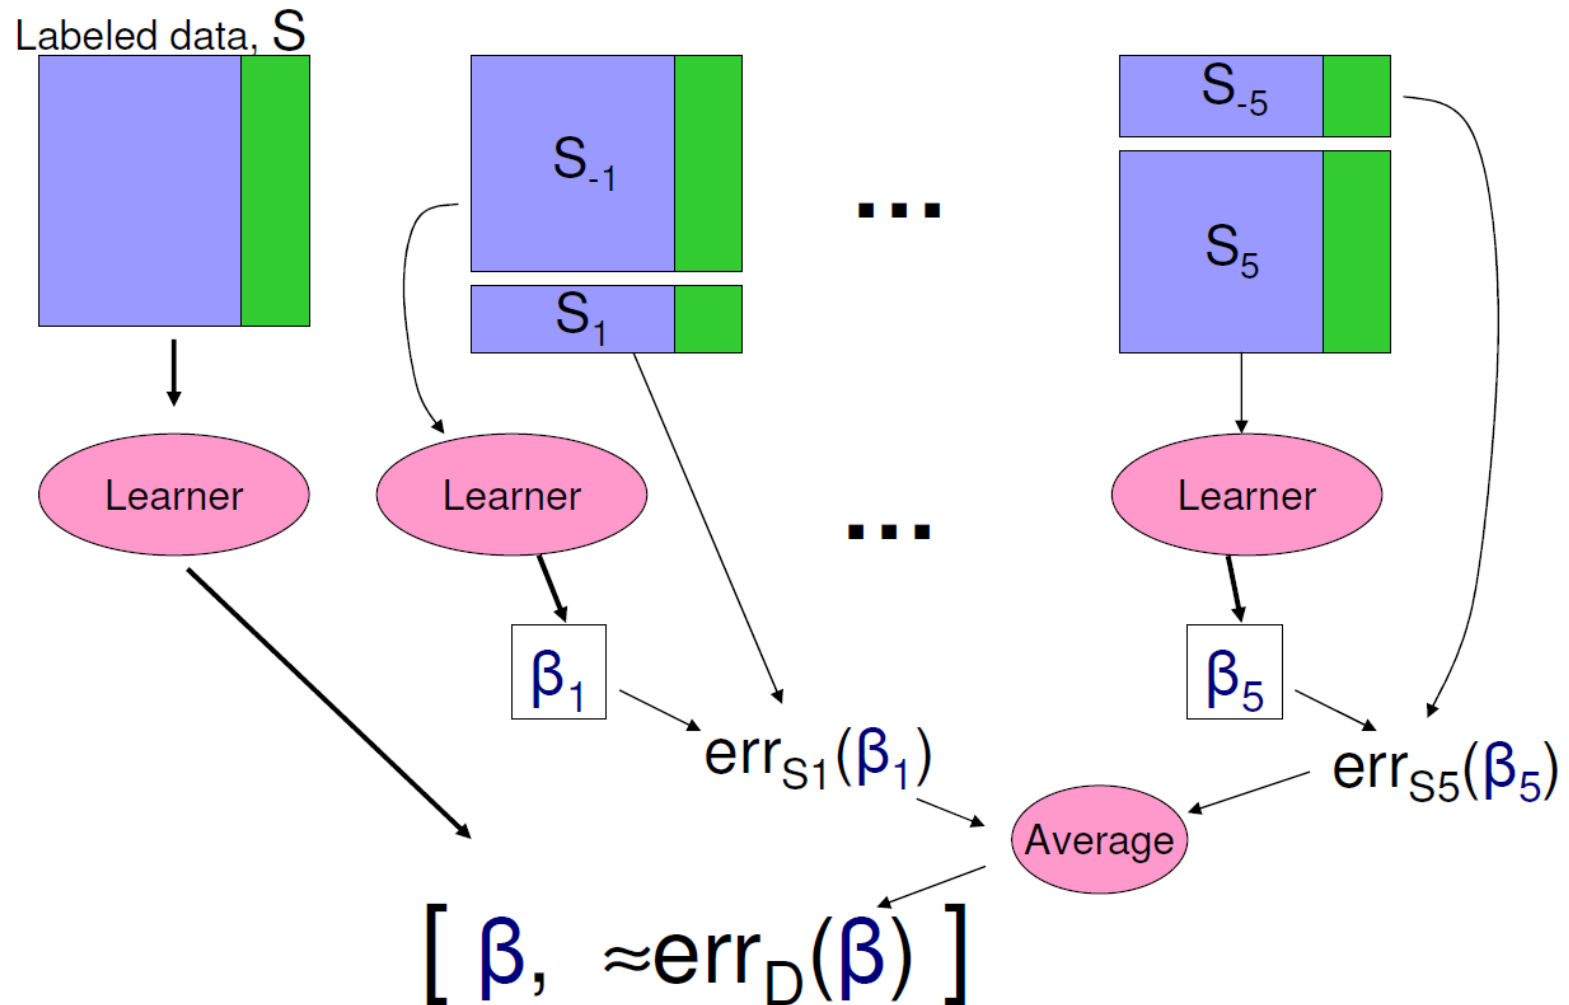 Labeled data, S
S-1
S1
...
S-5
S5
Learner
Learner
...
Learner
β1
β5
errS1(β1)
errS5(β5)
Average
[ β, ≈errD(β) ]